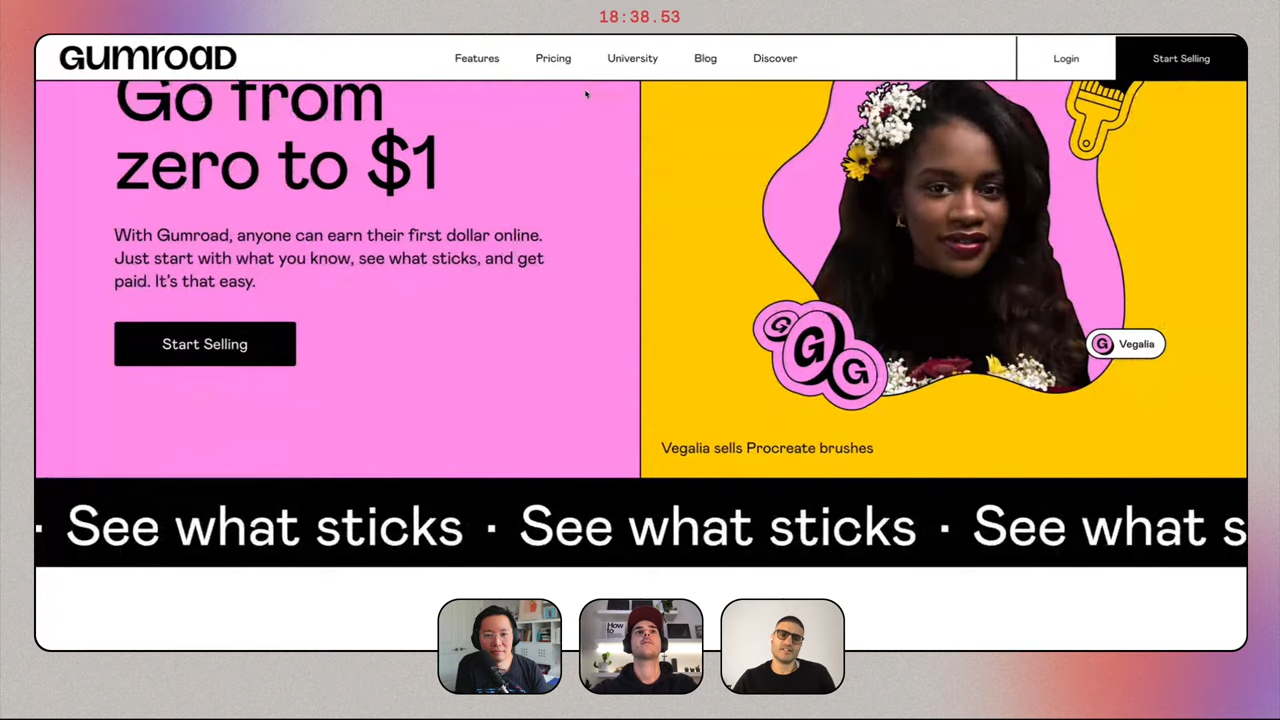 18:38.53
GUMROAD
Features
Pricing
University
Blog
Discover
Login
Start Selling
Go from
zero to $1
With Gumroad, anyone can earn their first dollar online.
Just start with what you know, see what sticks, and get
paid. It's that easy.
Start Selling
G
G
G
G Vegalia
Vegalia sells Procreate brushes
· See what sticks · See what sticks · See what s
How
to